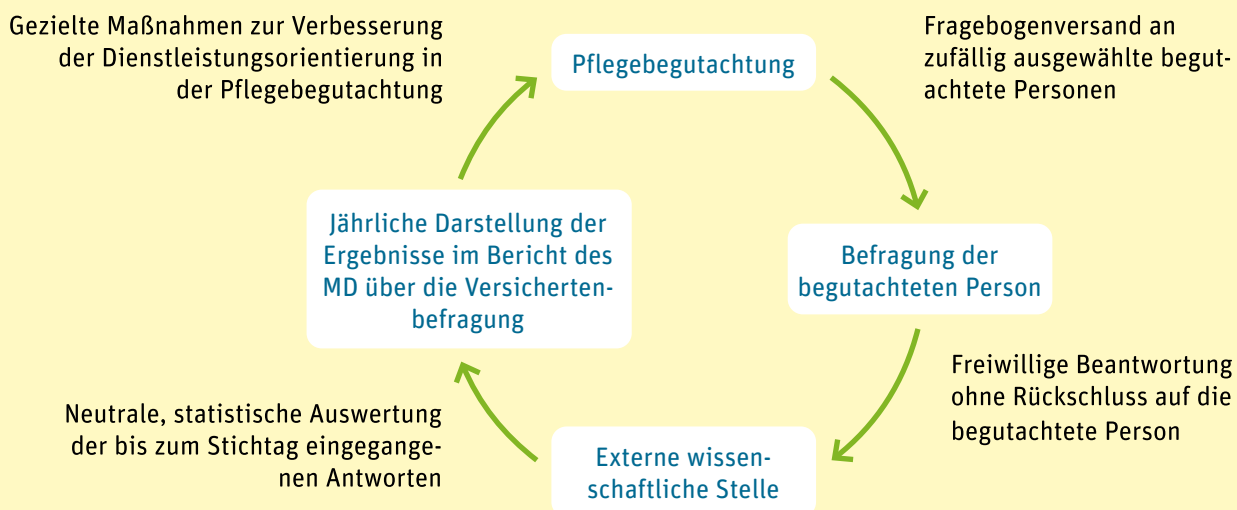 Gezielte Maßnahmen zur Verbesserung
der Dienstleistungsorientierung in
der Pflegebegutachtung
Pflegebegutachtung
Fragebogenversand an
zufällig ausgewählte begut-
achtete Personen
Befragung der
begutachteten Person
Freiwillige Beantwortung
ohne Rückschluss auf die
begutachtete Person
Externe wissen-
schaftliche Stelle
Neutrale, statistische Auswertung
der bis zum Stichtag eingegange-
nen Antworten
Jährliche Darstellung der
Ergebnisse im Bericht des
MD über die Versicherten-
befragung